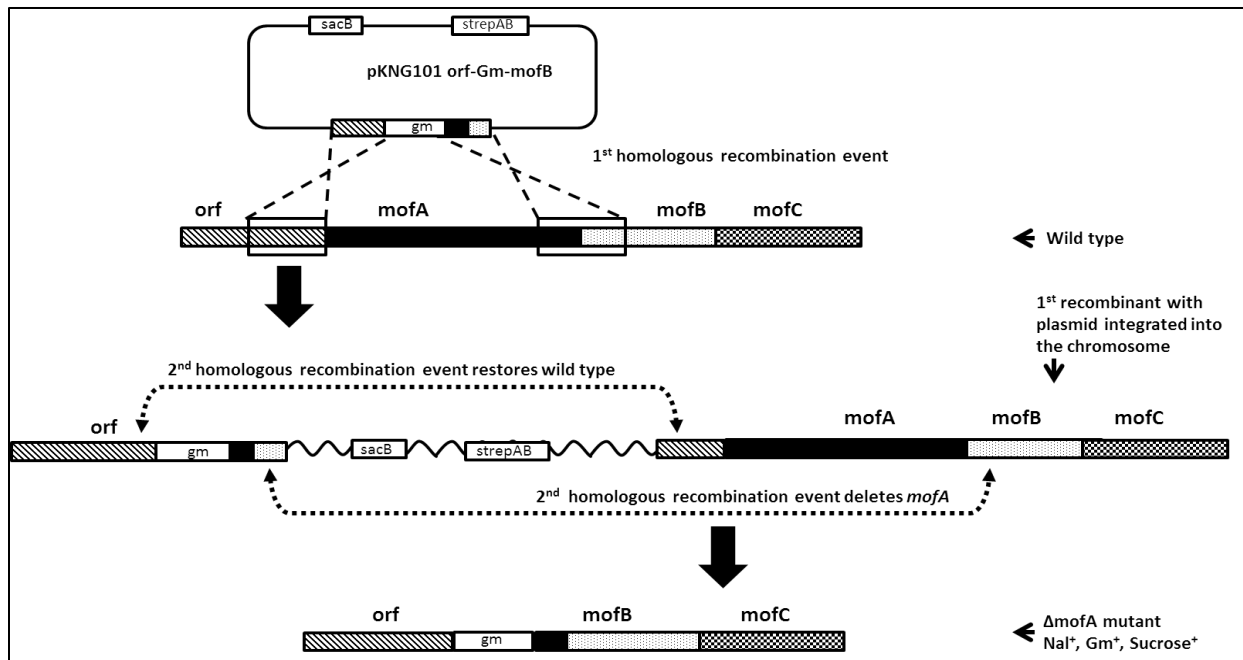 sacB
strepAB
pKNG101 orf-Gm-mofB
gm
1st homologous recombination event
orf
mofA
mofB
mofC
Wild type
1st recombinant with
plasmid integrated into
the chromosome
2nd homologous recombination event restores wild type
orf
mofA
mofB
mofC
gm
sacB
strepAB
2nd homologous recombination event deletes mofA
orf
mofB
mofC
gm
ΔmofA mutant
Nal+, Gm+, Sucrose+